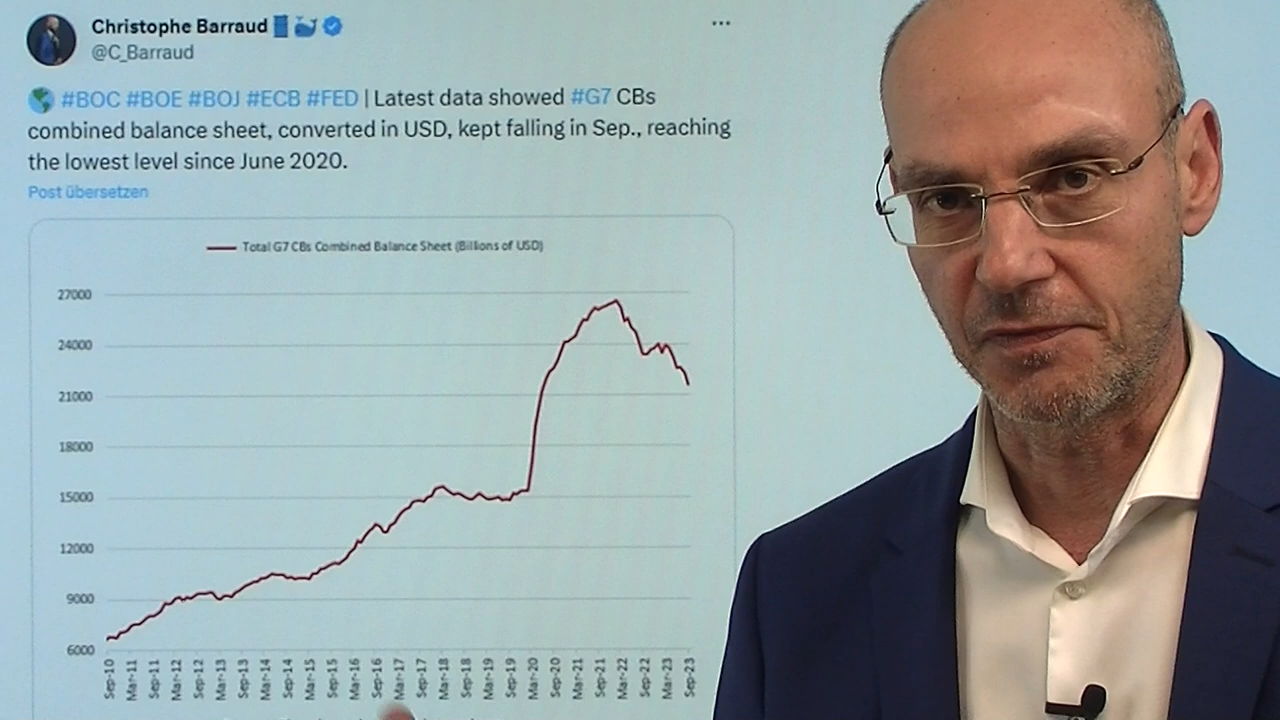 Christophe Barraud
@C_Barraud
#BOC #BOE #BOJ #ECB #FED | Latest data showed #G7 CBs
combined balance sheet, converted in USD, kept falling in Sep., reaching
the lowest level since June 2020.
Post übersetzen
Total G7 CBs Combined Balance Sheet (Billions of USD)
27000
24000
21000
18000
15000
12000
9000
6000
Sep-10
Mar-11
Sep-11
Mar-12
Sep-12
Mar-13
Sep-13
Mar-14
Sep-14
Mar-15
Sep-15
Mar-16
Sep-16
Mar-17
Sep-17
Mar-18
Sep-18
Mar-19
Sep-19
Mar-20
Sep-20
Mar-21
Sep-21
Mar-22
Sep-22
Mar-23
Sep-23